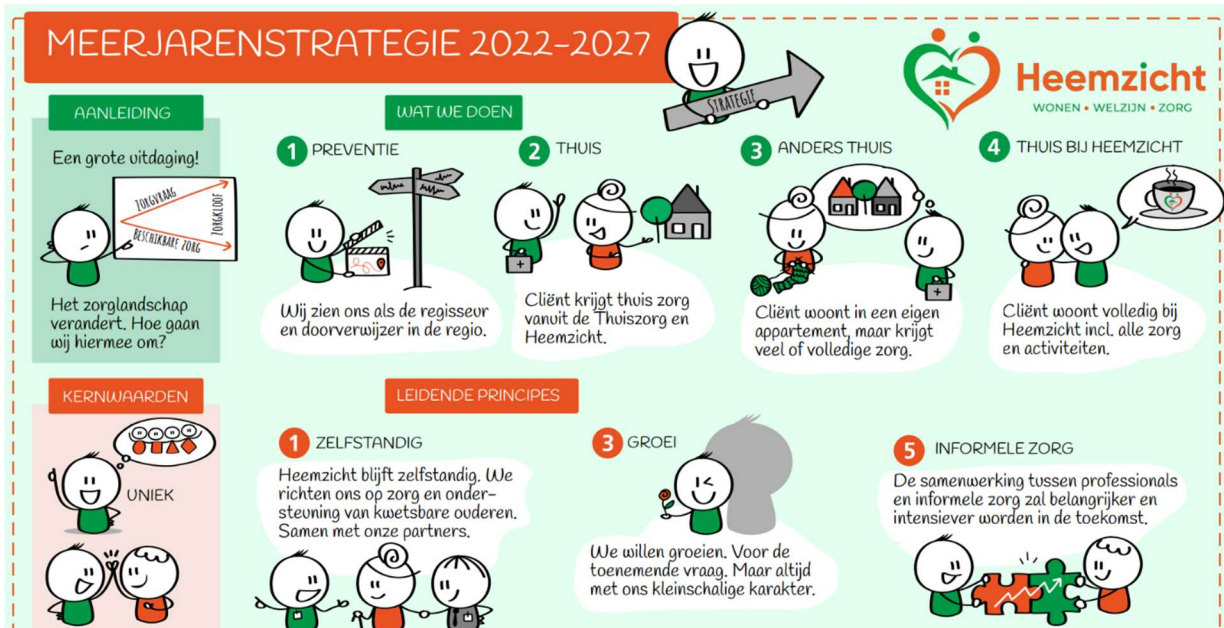 MEERJARENSTRATEGIE 2022-2027
STRATEGIE
Heemzicht
WONEN • WELZIJN • ZORG
AANLEIDING
Een grote uitdaging!
ZORGVRAAG
BESCHIKBARE ZORG
ZORGKLOOF
Het zorglandschap
verandert. Hoe gaan
wij hiermee om?
WAT WE DOEN
1 PREVENTIE
Wij zien ons als de regisseur
en doorverwijzer in de regio.
2 THUIS
Cliënt krijgt thuis zorg
vanuit de Thuiszorg en
Heemzicht.
3 ANDERS THUIS
Cliënt woont in een eigen
appartement, maar krijgt
veel of volledige zorg.
4 THUIS BIJ HEEMZICHT
Cliënt woont volledig bij
Heemzicht incl. alle zorg
en activiteiten.
KERNWAARDEN
UNIEK
LEIDENDE PRINCIPES
1 ZELFSTANDIG
Heemzicht blijft zelfstandig. We
richten ons op zorg en onder-
steuning van kwetsbare ouderen.
Samen met onze partners.
3 GROEI
We willen groeien. Voor de
toenemende vraag. Maar altijd
met ons kleinschalige karakter.
5 INFORMELE ZORG
De samenwerking tussen professionals
en informele zorg zal belangrijker en
intensiever worden in de toekomst.